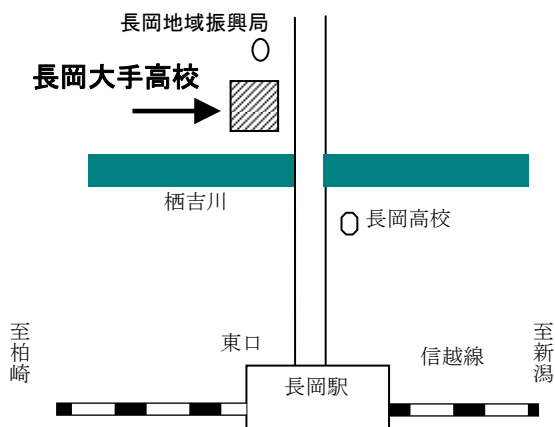 長岡地域振興局
長岡大手高校
栖吉川
長岡高校
至柏崎
東口
信越線
至新潟
長岡駅